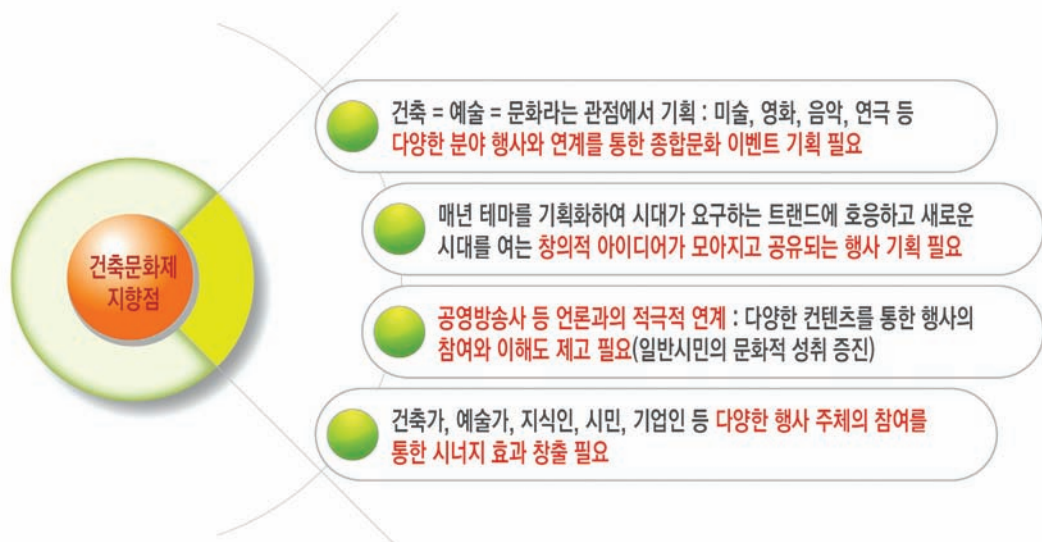 건축문화제
지향점
건축 = 예술 = 문화라는 관점에서 기획 : 미술, 영화, 음악, 연극 등
다양한 분야 행사와 연계를 통한 종합문화 이벤트 기획 필요
매년 테마를 기획화하여 시대가 요구하는 트랜드에 호응하고 새로운
시대를 여는 창의적 아이디어가 모아지고 공유되는 행사 기획 필요
공영방송사 등 언론과의 적극적 연계 : 다양한 컨텐츠를 통한 행사의
참여와 이해도 제고 필요(일반시민의 문화적 성취 증진)
건축가, 예술가, 지식인, 시민, 기업인 등 다양한 행사 주체의 참여를
통한 시너지 효과 창출 필요